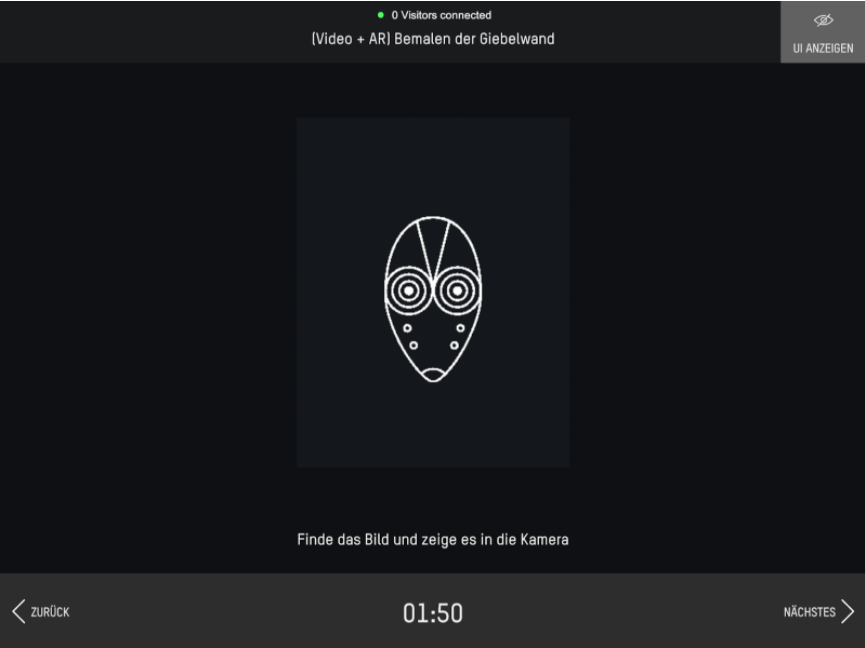 0 Visitors connected
(Video + AR) Bemalen der Giebelwand
UI ANZEIGEN
Finde das Bild und zeige es in die Kamera
ZURÜCK
01:50
NÄCHSTES